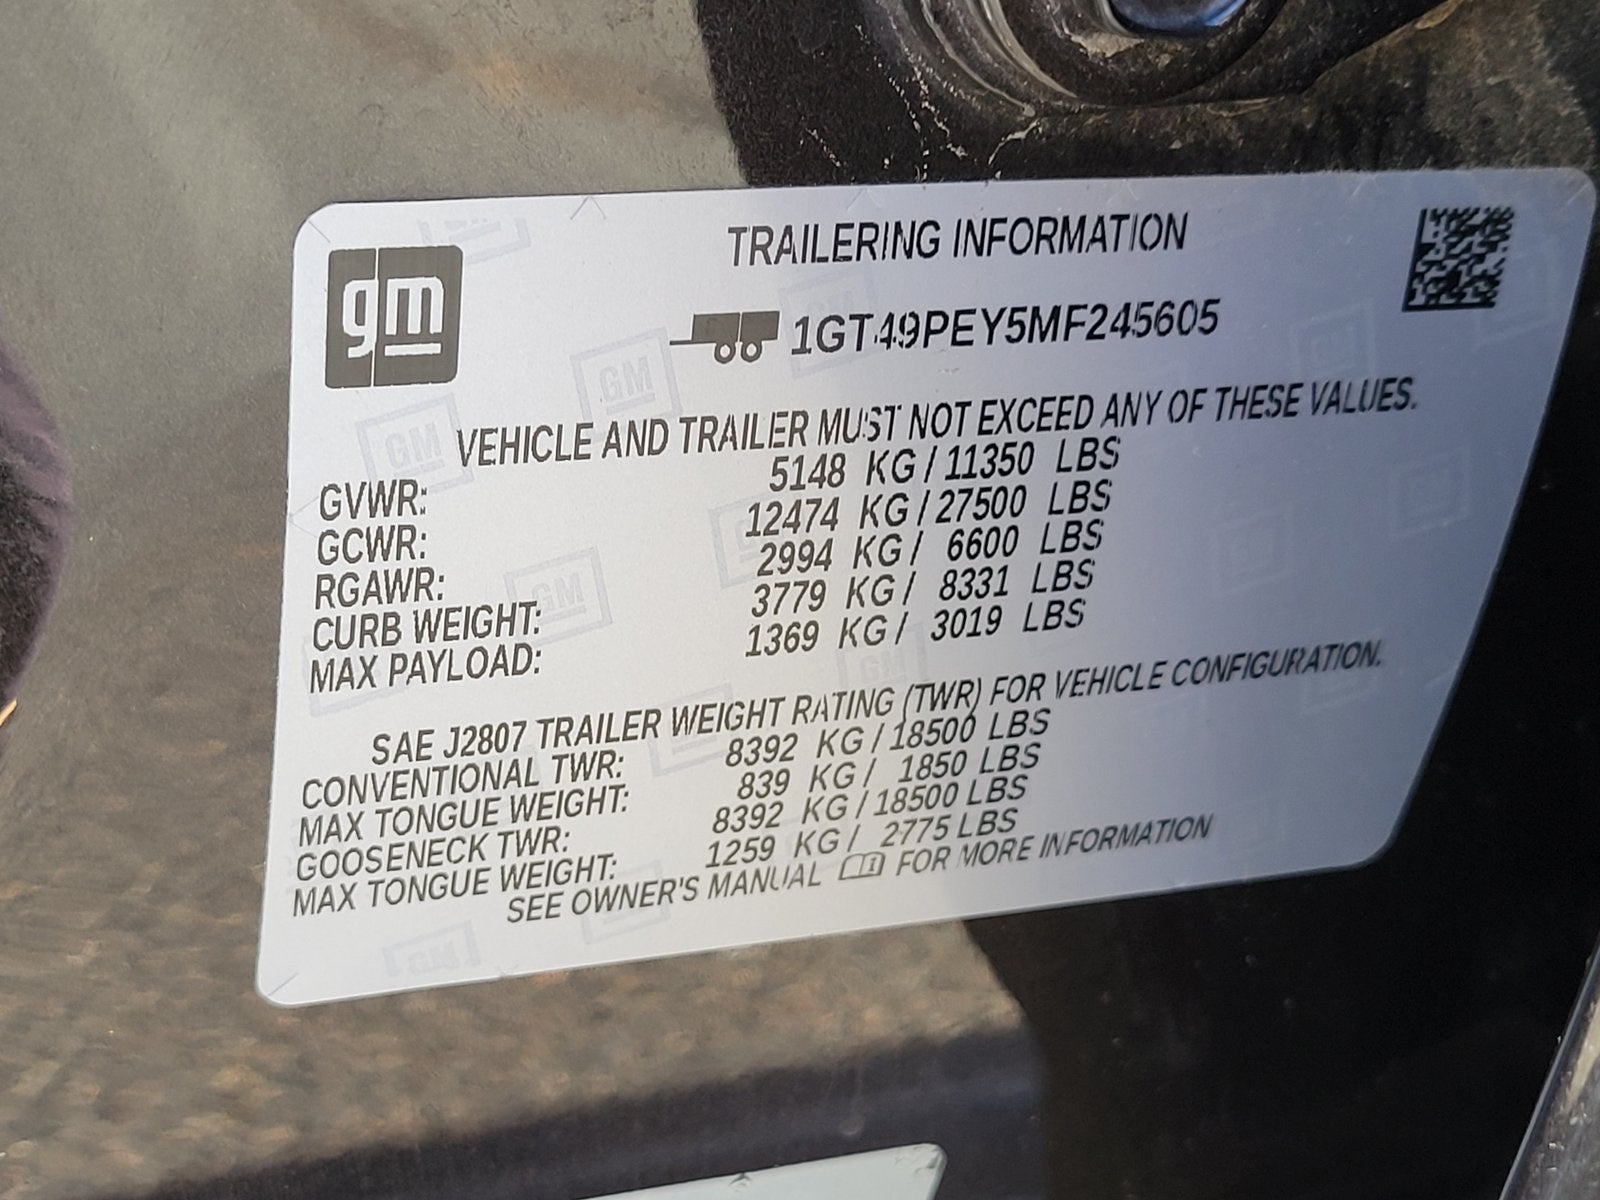 gm
TRAILERING INFORMATION
1GT49PEY5MF245605
VEHICLE AND TRAILER MUST NOT EXCEED ANY OF THESE VALUES.
GVWR: 5148 KG / 11350 LBS
GCWR: 12474 KG / 27500 LBS
RGAWR: 2994 KG / 6600 LBS
CURB WEIGHT: 3779 KG / 8331 LBS
MAX PAYLOAD: 1369 KG / 3019 LBS
SAE J2807 TRAILER WEIGHT RATING (TWR) FOR VEHICLE CONFIGURATION.
CONVENTIONAL TWR: 8392 KG / 18500 LBS
MAX TONGUE WEIGHT: 839 KG / 1850 LBS
GOOSENECK TWR: 8392 KG / 18500 LBS
MAX TONGUE WEIGHT: 1259 KG / 2775 LBS
SEE OWNER'S MANUAL FOR MORE INFORMATION